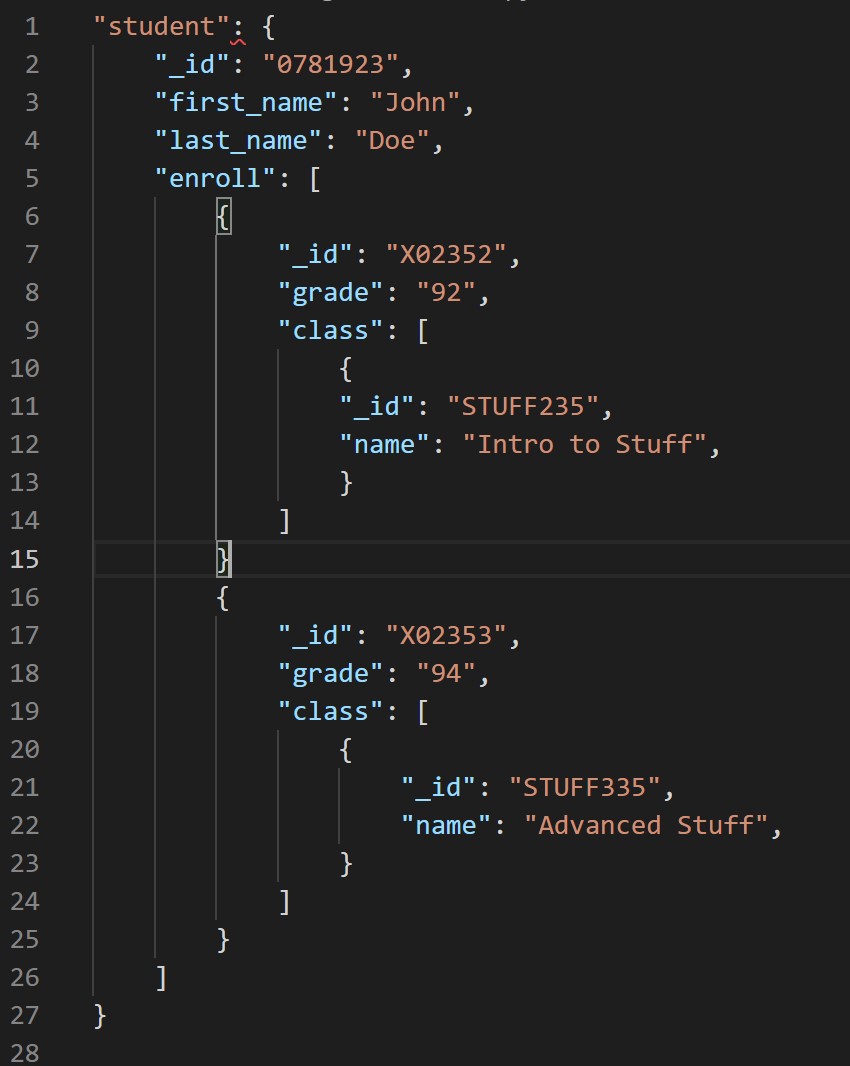 1 "student": {
2 "_id": "0781923",
3 "first_name": "John",
4 "last_name": "Doe",
5 "enroll": [
6 {
7 "_id": "X02352",
8 "grade": "92",
9 "class": [
10 {
11 "_id": "STUFF235",
12 "name": "Intro to Stuff",
13 }
14 ]
15 }
16 {
17 "_id": "X02353",
18 "grade": "94",
19 "class": [
20 {
21 "_id": "STUFF335",
22 "name": "Advanced Stuff",
23 }
24 ]
25 }
26 ]
27 }
28